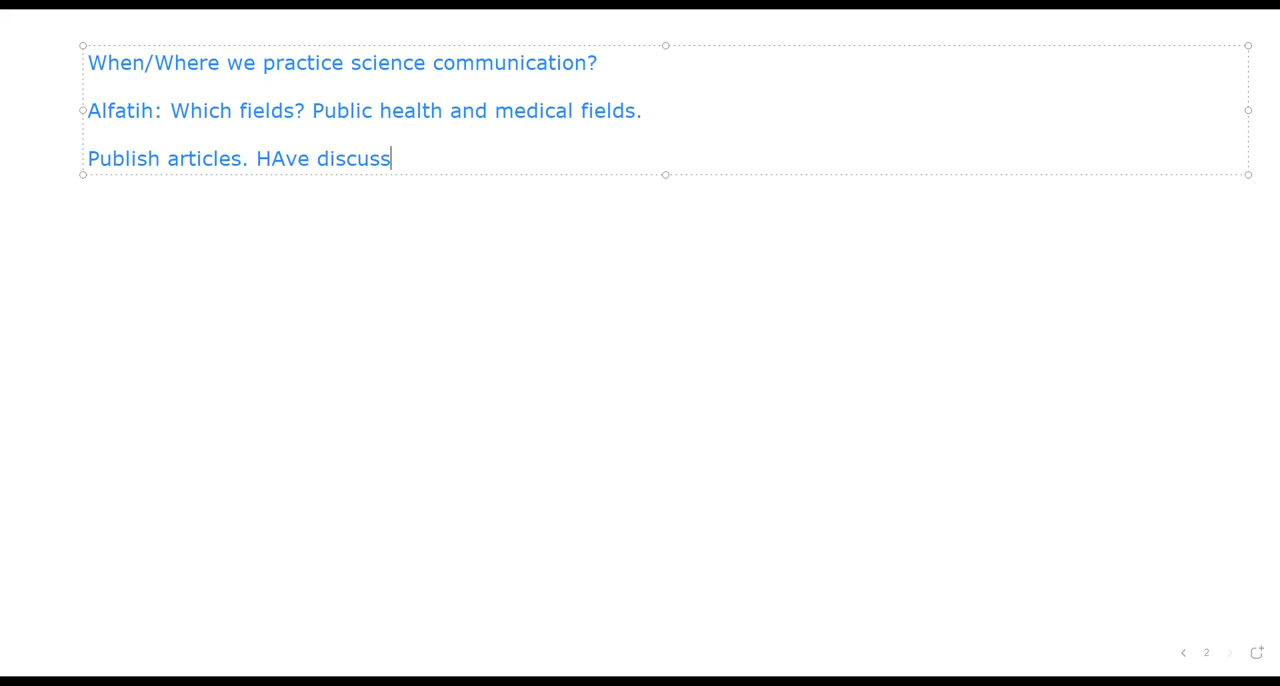 When/Where we practice science communication?
Alfatih: Which fields? Public health and medical fields.
Publish articles. HAve discuss
2